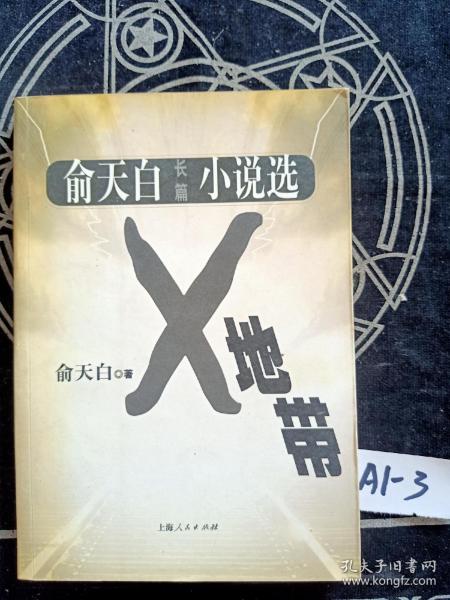 俞天白 长篇 小说选
X
地带
俞天白◎著
上海人民出版社
A1-3
孔夫子旧书网
www.kongfz.com